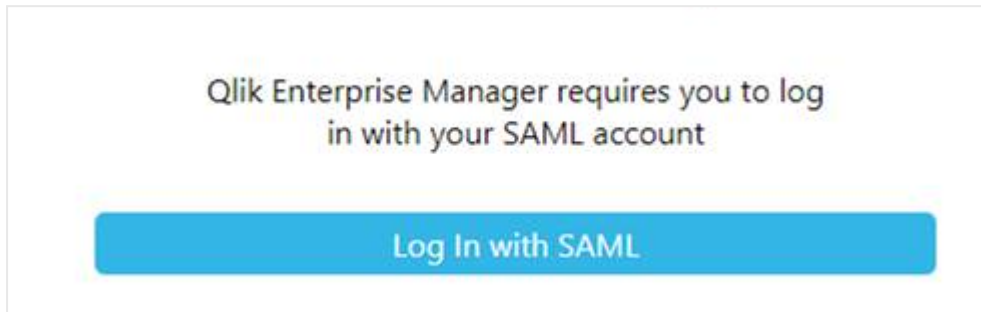 Qlik Enterprise Manager requires you to log
in with your SAML account
Log In with SAML